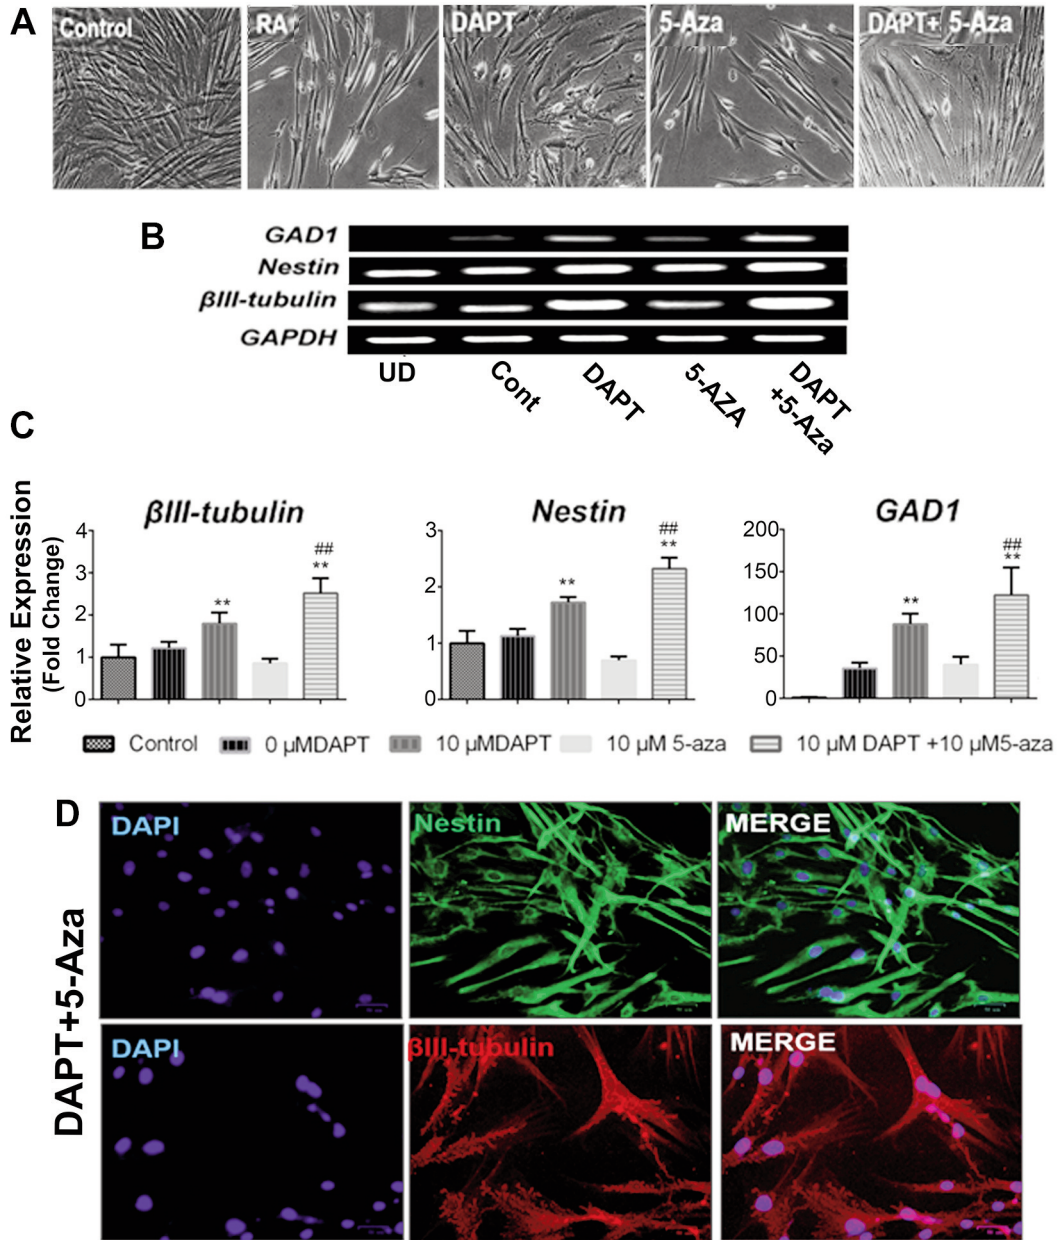 A
Control
RA
DAPT
5-Aza
DAPT+ 5-Aza
B
GAD1
Nestin
βIII-tubulin
GAPDH
UD
Cont
DAPT
5-AZA
DAPT
+5-Aza
C
Relative Expression
(Fold Change)
βIII-tubulin
4
3
2
1
0
**
##
**
Nestin
3
2
1
0
**
##
**
GAD1
200
150
100
50
0
**
##
**
Control
0 μMDAPT
10 μMDAPT
10 μM 5-aza
10 μM DAPT +10 μM5-aza
D
DAPT+5-Aza
DAPI
Nestin
MERGE
DAPI
βIII-tubulin
MERGE